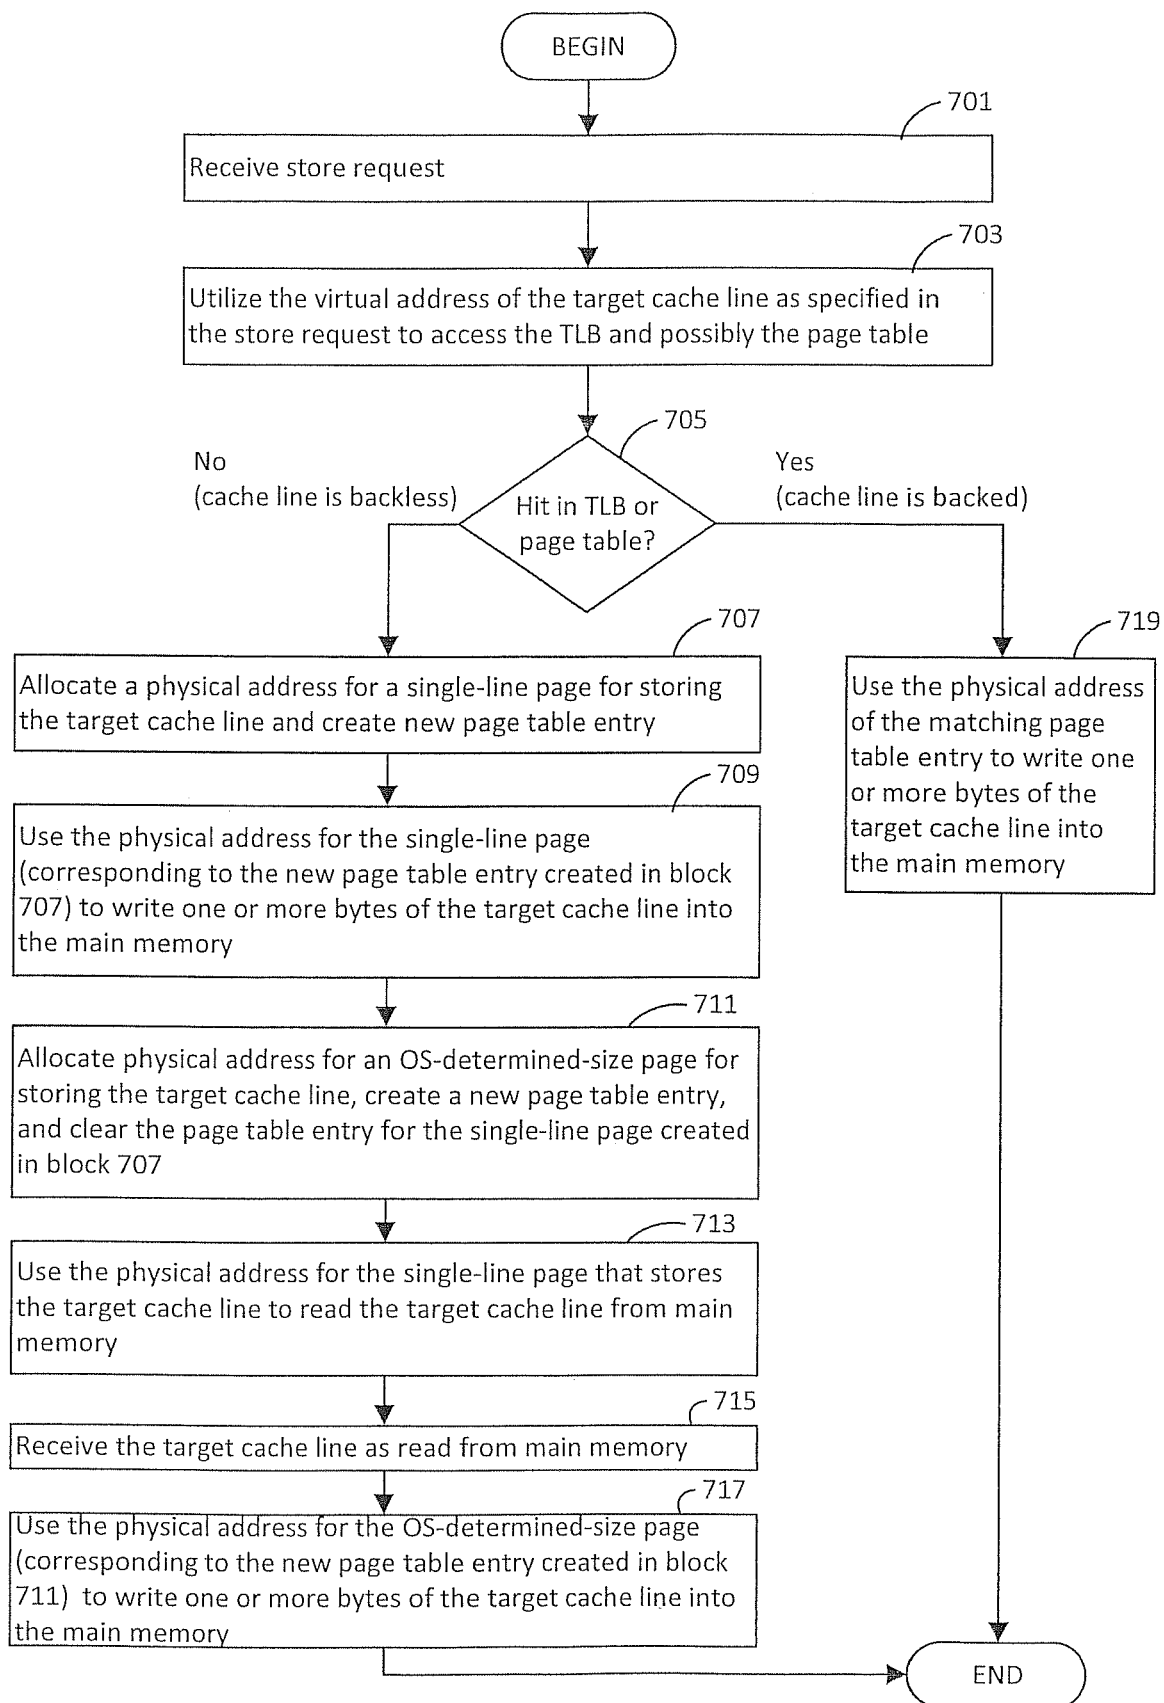 BEGIN
701
Receive store request
703
Utilize the virtual address of the target cache line as specified in
the store request to access the TLB and possibly the page table
705
No
(cache line is backless)
Yes
(cache line is backed)
Hit in TLB or
page table?
707
Allocate a physical address for a single-line page for storing
the target cache line and create new page table entry
709
Use the physical address for the single-line page
(corresponding to the new page table entry created in block
707) to write one or more bytes of the target cache line into
the main memory
711
Allocate physical address for an OS-determined-size page for
storing the target cache line, create a new page table entry,
and clear the page table entry for the single-line page created
in block 707
713
Use the physical address for the single-line page that stores
the target cache line to read the target cache line from main
memory
715
Receive the target cache line as read from main memory
717
Use the physical address for the OS-determined-size page
(corresponding to the new page table entry created in block
711) to write one or more bytes of the target cache line into
the main memory
719
Use the physical address
of the matching page
table entry to write one
or more bytes of the
target cache line into
the main memory
END